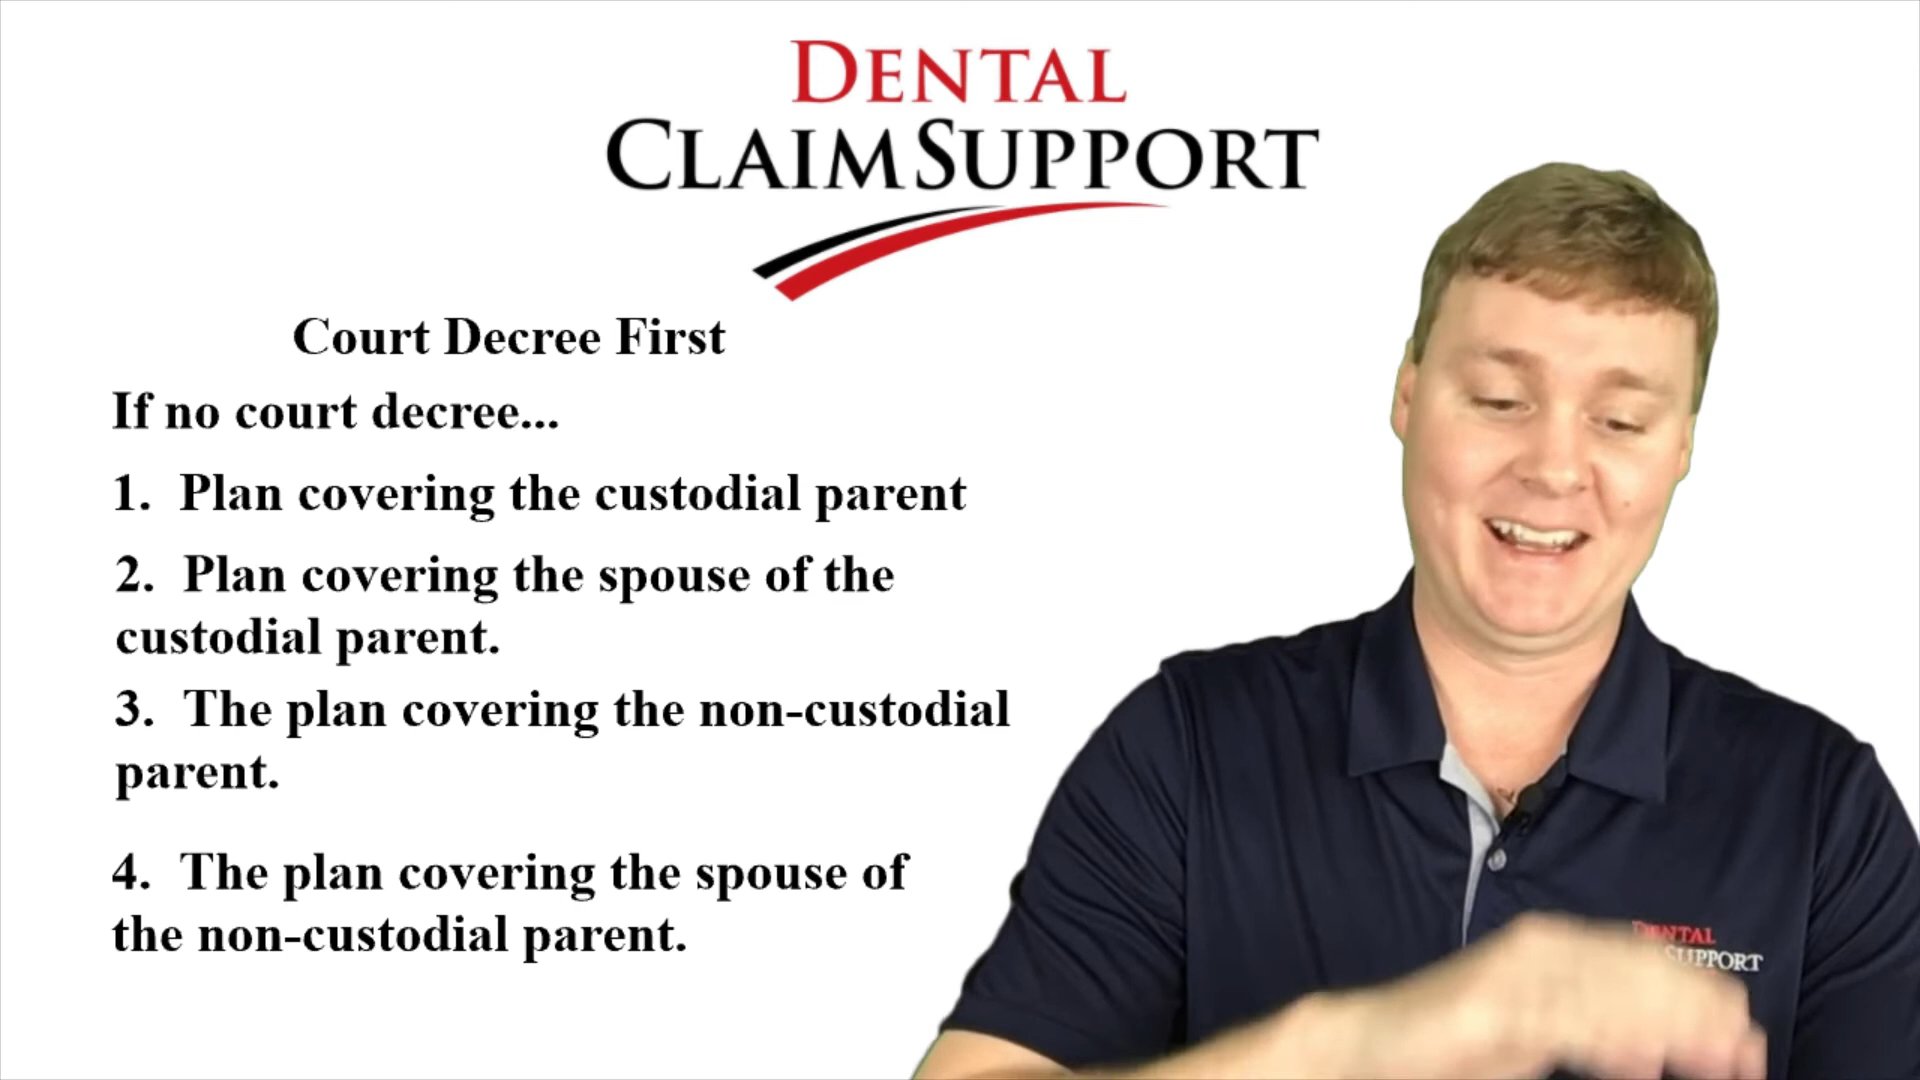 DENTAL
CLAIMSUPPORT
Court Decree First
If no court decree...
1. Plan covering the custodial parent
2. Plan covering the spouse of the
custodial parent.
3. The plan covering the non-custodial
parent.
4. The plan covering the spouse of
the non-custodial parent.
DENTAL
SUPPORT